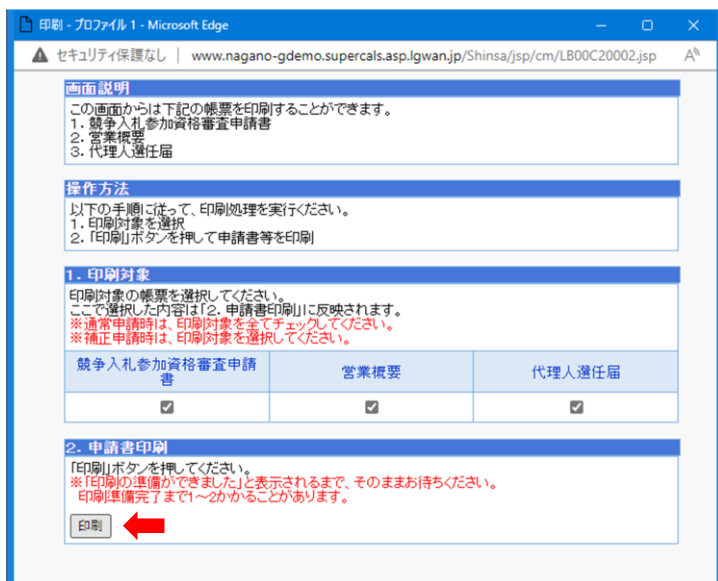 印刷 - プロファイル 1 - Microsoft Edge
セキュリティ保護なし | www.nagano-gdemo.supercals.asp.lgwan.jp/Shinsa/jsp/cm/LB00C20002.jsp
画面説明
この画面からは下記の帳票を印刷することができます。
1. 競争入札参加資格審査申請書
2. 営業概要
3. 代理人選任届
操作方法
以下の手順に従って、印刷処理を実行ください。
1. 印刷対象を選択
2. 「印刷」ボタンを押して申請書等を印刷
1. 印刷対象
印刷対象の帳票を選択してください。
ここで選択した内容は「2. 申請書印刷」に反映されます。
※通常申請時は、印刷対象を全てチェックしてください。
※補正申請時は、印刷対象を選択してください。
競争入札参加資格審査申請
書
営業概要
代理人選任届
2. 申請書印刷
「印刷」ボタンを押してください。
※「印刷の準備ができました」と表示されるまで、そのままお待ちください。
印刷準備完了まで1～2かかることがあります。
印刷